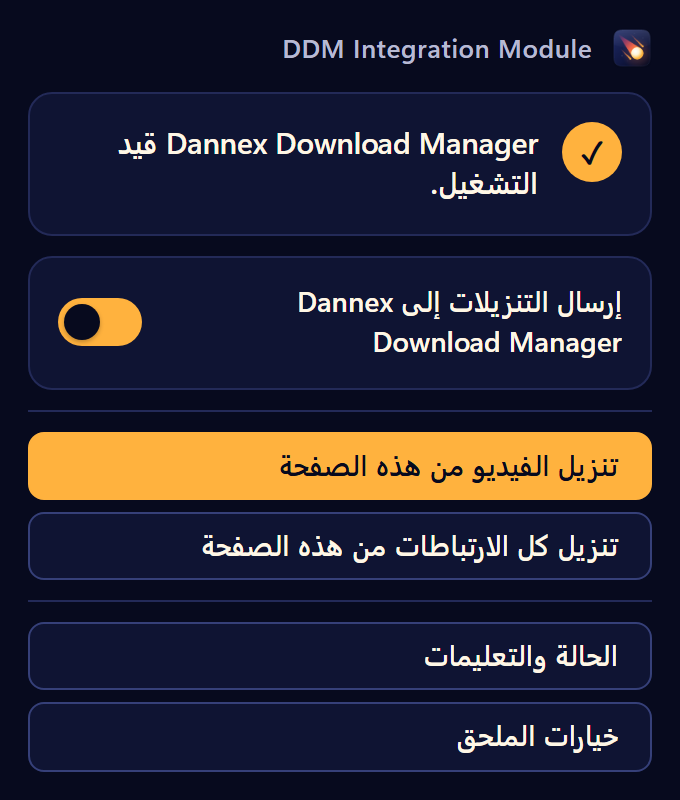 DDM Integration Module
Dannex Download Manager قيد
التشغيل.
إرسال التنزيلات إلى Dannex
Download Manager
تنزيل الفيديو من هذه الصفحة
تنزيل كل الارتباطات من هذه الصفحة
الحالة والتعليمات
خيارات الملحق